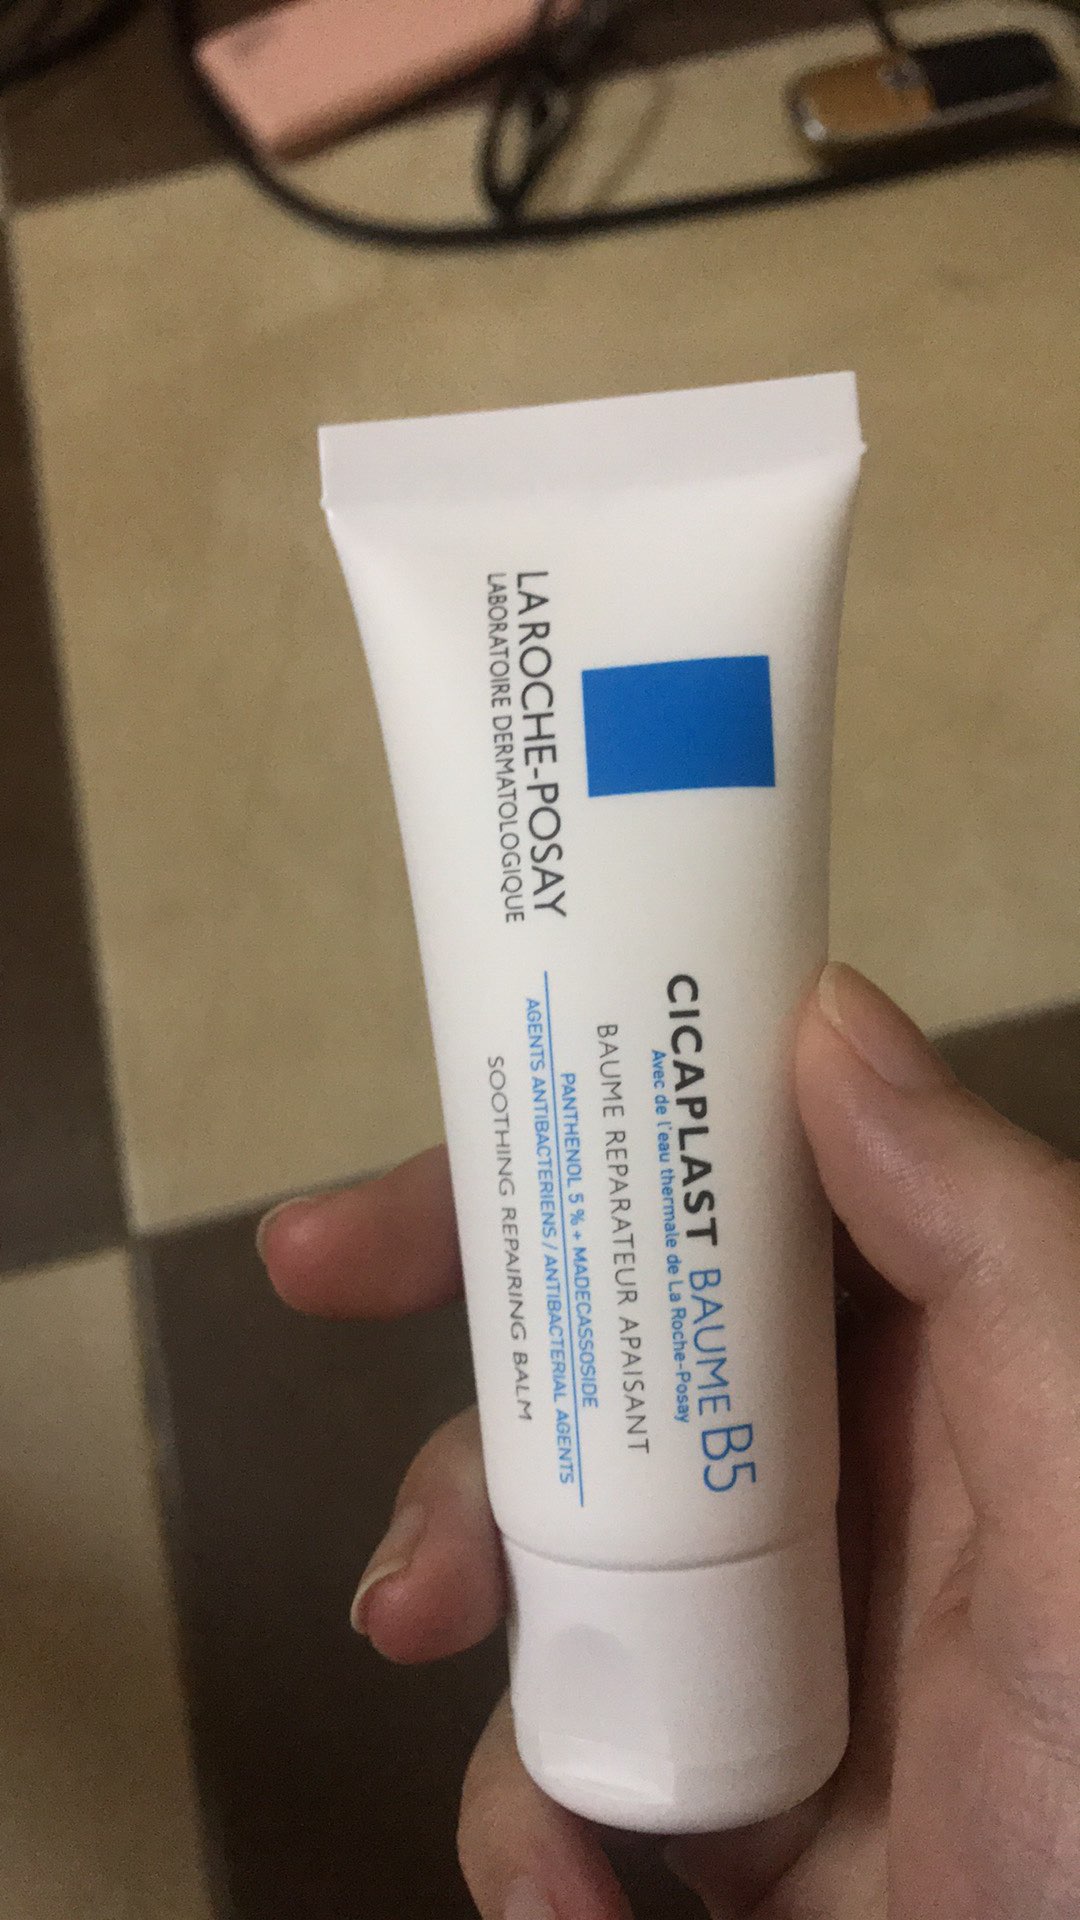 LA ROCHE-POSAY
LABORATOIRE DERMATOLOGIQUE
CICAPLAST BAUME B5
Avec de l'eau thermale de La Roche-Posay
BAUME REPARATEUR APAISANT
PANTHENOL 5 % + MADECASSOSIDE
AGENTS ANTIBACTERIENS / ANTIBACTERIAL AGENTS
SOOTHING REPAIRING BALM